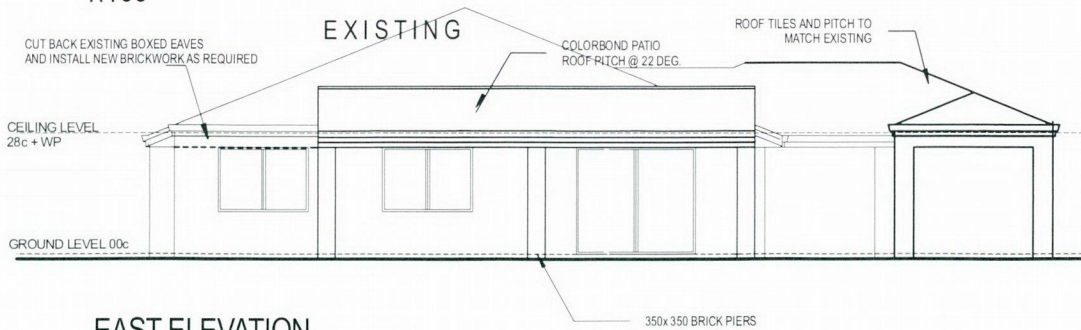 EXISTING
CUT BACK EXISTING BOXED EAVES
AND INSTALL NEW BRICKWORK AS REQUIRED
COLORBOND PATIO
ROOF PITCH @ 22 DEG.
ROOF TILES AND PITCH TO
MATCH EXISTING
CEILING LEVEL
28c + WP
GROUND LEVEL 00c
350x 350 BRICK PIERS
EAST ELEVATION